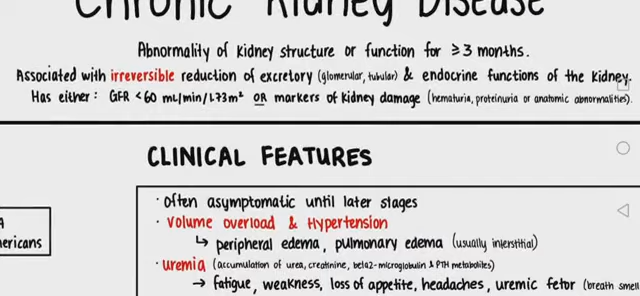 Chronic Kidney Disease
Abnormality of kidney structure or function for ≥ 3 months.
Associated with irreversible reduction of excretory (glomerular, tubular) & endocrine functions of the kidney.
Has either: GFR < 60 mL/min/1.73m² OR markers of kidney damage (hematuria, proteinuria or anatomic abnormalities).
CLINICAL FEATURES
· often asymptomatic until later stages
· volume overload & Hypertension
↳ peripheral edema, pulmonary edema (usually interstitial)
· uremia (accumulation of urea, creatinine, beta2-microglobulin & PTH metabolites)
→ fatigue, weakness, loss of appetite, headaches, uremic fetor (breath smell